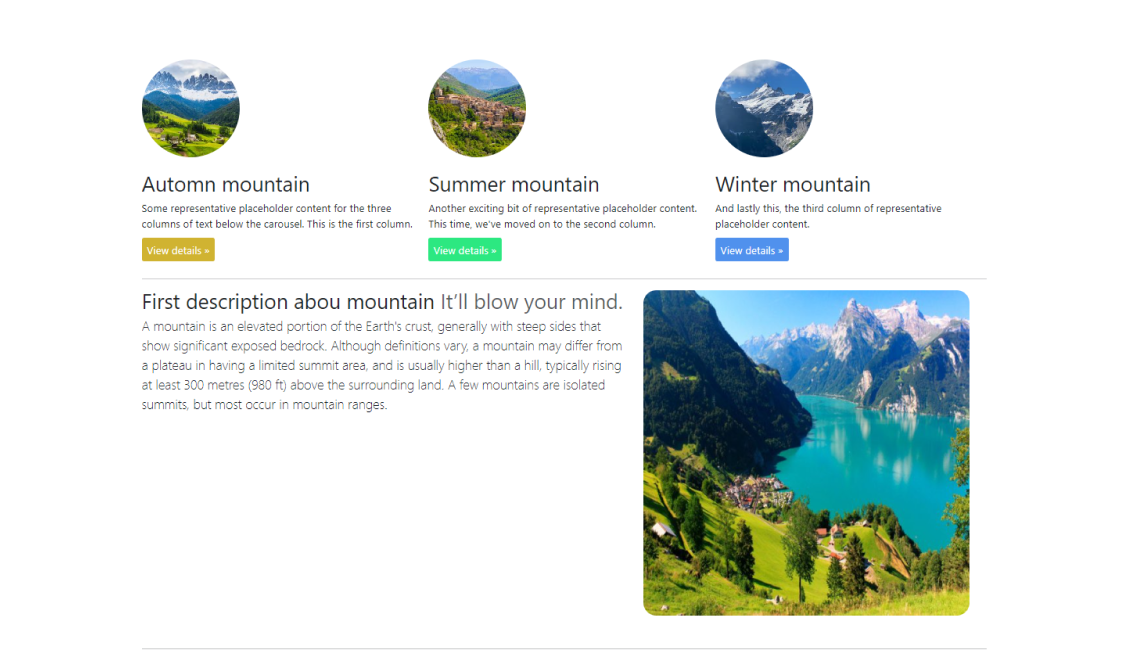 Automn mountain
Some representative placeholder content for the three
columns of text below the carousel. This is the first column.
View details »
Summer mountain
Another exciting bit of representative placeholder content.
This time, we've moved on to the second column.
View details »
Winter mountain
And lastly this, the third column of representative
placeholder content.
View details »
First description abou mountain It'll blow your mind.
A mountain is an elevated portion of the Earth's crust, generally with steep sides that
show significant exposed bedrock. Although definitions vary, a mountain may differ from
a plateau in having a limited summit area, and is usually higher than a hill, typically rising
at least 300 metres (980 ft) above the surrounding land. A few mountains are isolated
summits, but most occur in mountain ranges.